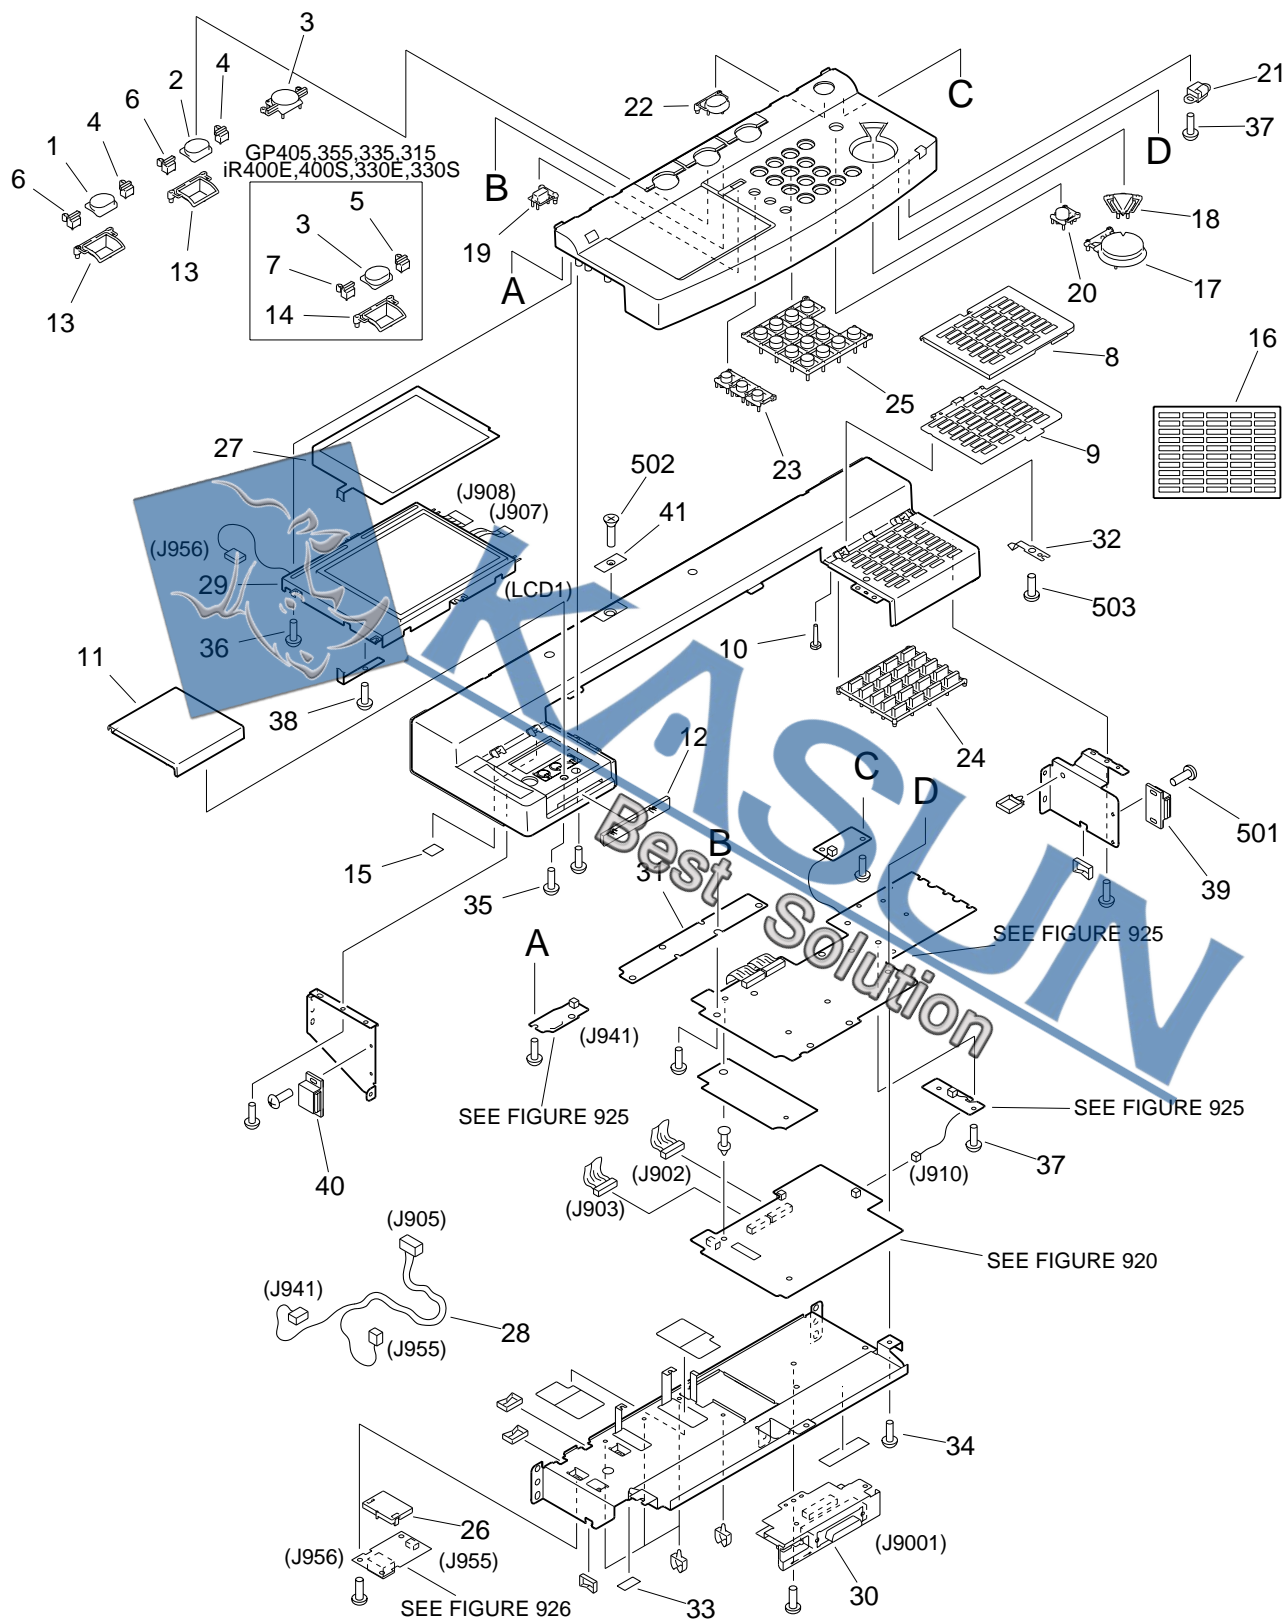 3
2
4
6
4
1
6
GP405,355,335,315
iR400E,400S,330E,330S
5
3
7
14
13
13
22
C
21
37
D
B
19
A
18
20
17
8
16
25
9
23
27
502
(J908)
(J907)
41
(J956)
29
(LCD1)
32
503
36
10
11
38
24
12
C
D
501
39
B
15
35
31
KASUN
Best Solution
SEE FIGURE 925
A
(J941)
SEE FIGURE 925
SEE FIGURE 925
37
40
(J902)
(J910)
(J903)
(J905)
SEE FIGURE 920
(J941)
28
(J955)
34
26
(J956)
(J955)
(J9001)
30
33
SEE FIGURE 926